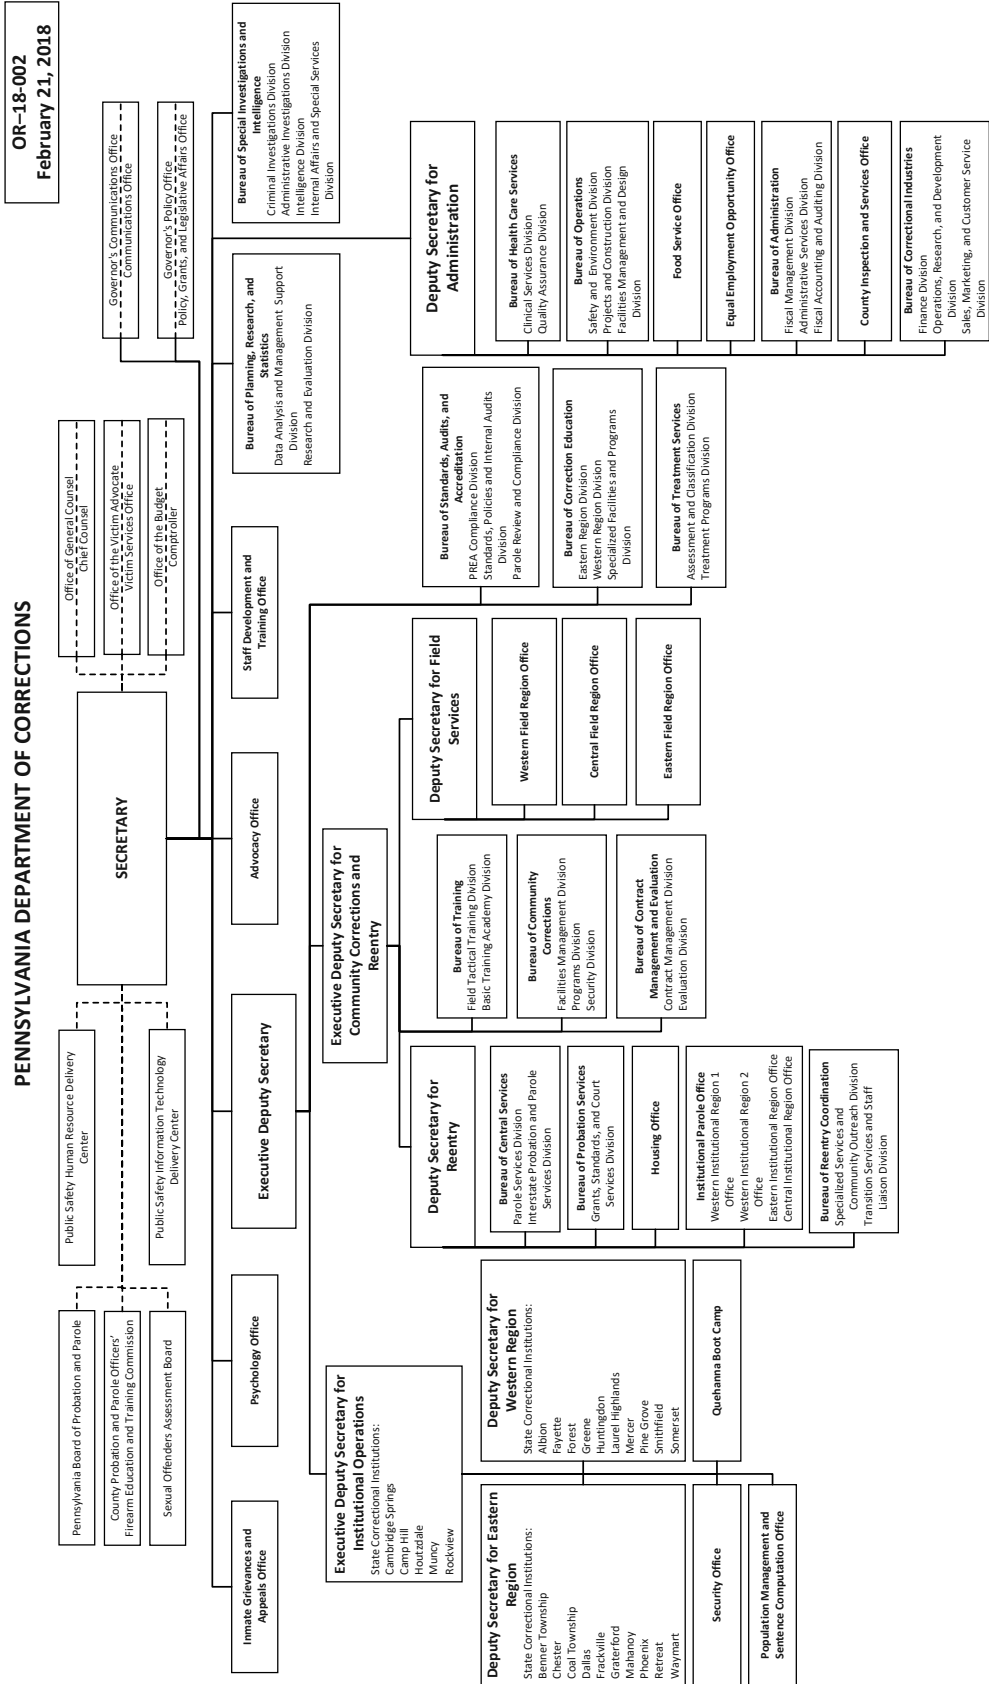 OR–18-002
February 21, 2018
PENNSYLVANIA DEPARTMENT OF CORRECTIONS
SECRETARY
Pennsylvania Board of Probation and Parole
County Probation and Parole Officers’
Firearm Education and Training Commission
Sexual Offenders Assessment Board
Public Safety Human Resource Delivery
Center
Public Safety Information Technology
Delivery Center
Office of General Counsel
Chief Counsel
Office of the Victim Advocate
Victim Services Office
Office of the Budget
Comptroller
Governor’s Communications Office
Communications Office
Governor’s Policy Office
Policy, Grants, and Legislative Affairs Office
Inmate Grievances and
Appeals Office
Psychology Office
Executive Deputy Secretary
Advocacy Office
Staff Development and
Training Office
Bureau of Planning, Research, and
Statistics
Data Analysis and Management Support
Division
Research and Evaluation Division
Bureau of Special Investigations and
Intelligence
Criminal Investigations Division
Administrative Investigations Division
Intelligence Division
Internal Affairs and Special Services
Division
Executive Deputy Secretary for
Institutional Operations
State Correctional Institutions:
Cambridge Springs
Camp Hill
Houtzdale
Muncy
Rockview
Executive Deputy Secretary for
Community Corrections and
Reentry
Deputy Secretary for Eastern
Region
State Correctional Institutions:
Benner Township
Chester
Coal Township
Dallas
Frackville
Graterford
Mahanoy
Phoenix
Retreat
Waymart
Deputy Secretary for
Western Region
State Correctional Institutions:
Albion
Fayette
Forest
Greene
Huntingdon
Laurel Highlands
Mercer
Pine Grove
Smithfield
Somerset
Security Office
Quehanna Boot Camp
Population Management and
Sentence Computation Office
Deputy Secretary for
Reentry
Bureau of Central Services
Parole Services Division
Interstate Probation and Parole
Services Division
Bureau of Probation Services
Grants, Standards, and Court
Services Division
Housing Office
Institutional Parole Office
Western Institutional Region 1
Office
Western Institutional Region 2
Office
Eastern Institutional Region Office
Central Institutional Region Office
Bureau of Reentry Coordination
Specialized Services and
Community Outreach Division
Transition Services and Staff
Liaison Division
Bureau of Training
Field Tactical Training Division
Basic Training Academy Division
Bureau of Community
Corrections
Facilities Management Division
Programs Division
Security Division
Bureau of Contract
Management and Evaluation
Contract Management Division
Evaluation Division
Deputy Secretary for Field
Services
Western Field Region Office
Central Field Region Office
Eastern Field Region Office
Bureau of Standards, Audits, and
Accreditation
PREA Compliance Division
Standards, Policies and Internal Audits
Division
Parole Review and Compliance Division
Bureau of Correction Education
Eastern Region Division
Western Region Division
Specialized Facilities and Programs
Division
Bureau of Treatment Services
Assessment and Classification Division
Treatment Programs Division
Deputy Secretary for
Administration
Bureau of Health Care Services
Clinical Services Division
Quality Assurance Division
Bureau of Operations
Safety and Environment Division
Projects and Construction Division
Facilities Management and Design
Division
Food Service Office
Equal Employment Opportunity Office
Bureau of Administration
Fiscal Management Division
Administrative Services Division
Fiscal Accounting and Auditing Division
County Inspection and Services Office
Bureau of Correctional Industries
Finance Division
Operations, Research, and Development
Division
Sales, Marketing, and Customer Service
Division